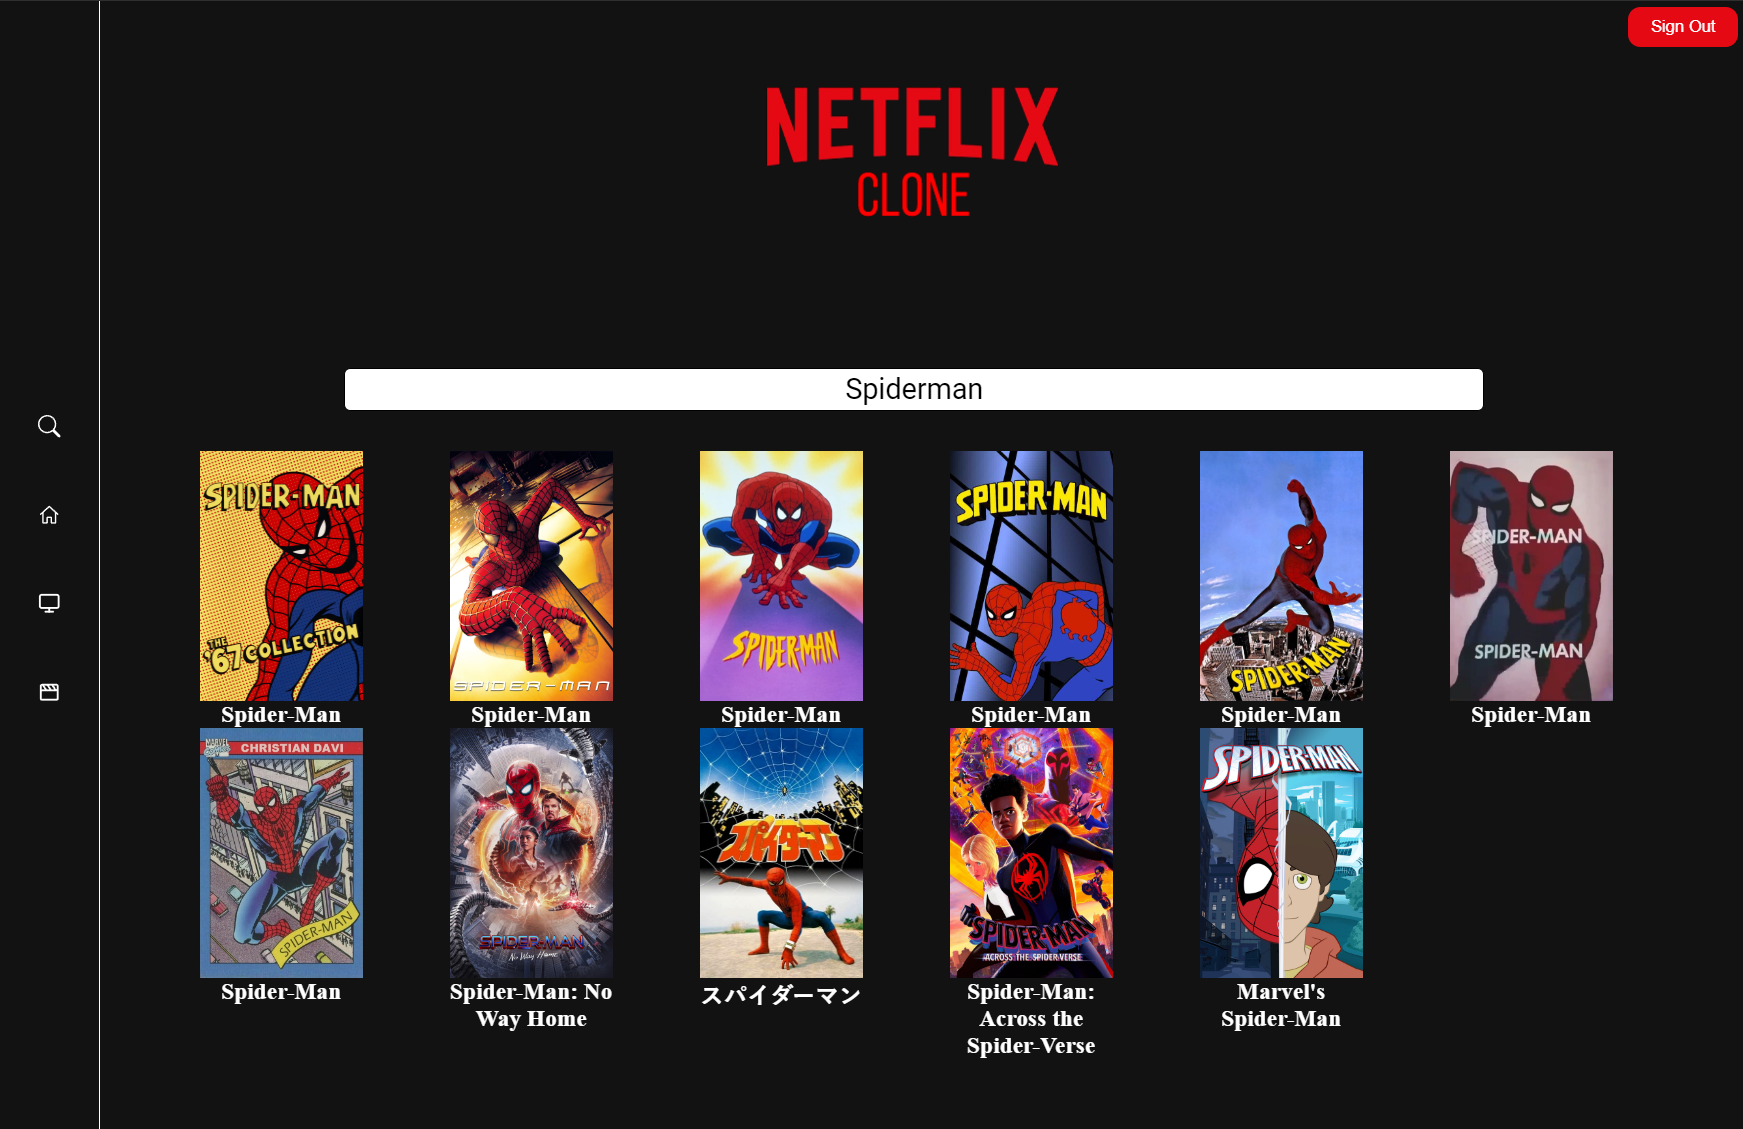 Sign Out
NETFLIX
CLONE
Spiderman
SPIDER-MAN
THE
'67 COLLECTION
Spider-Man
SPIDER-MAN
Spider-Man
SPIDER-MAN
Spider-Man
SPIDER-MAN
Spider-Man
SPIDER-MAN
Spider-Man
SPIDER-MAN
SPIDER-MAN
Spider-Man
MARVEL
CHRISTIAN DAVI
SPIDER-MAN
Spider-Man
SPIDER-MAN
No Way Home
Spider-Man: No
Way Home
スパイダーマン
スパイダーマン
SPIDER-MAN
ACROSS THE SPIDER-VERSE
Spider-Man:
Across the
Spider-Verse
SPIDER-MAN
Marvel's
Spider-Man